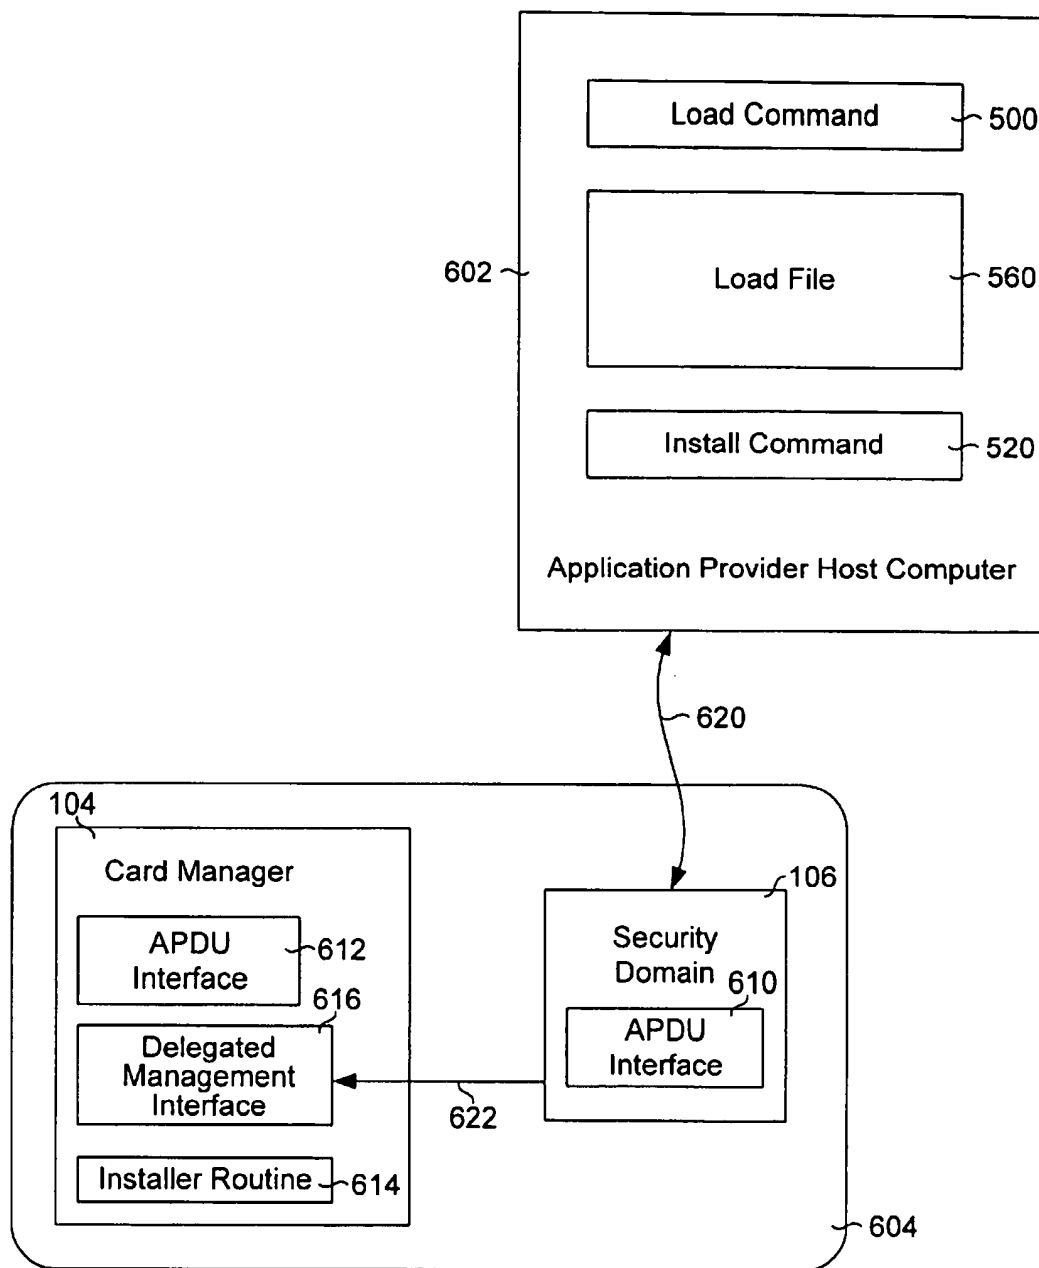 Load Command
500
602
Load File
560
Install Command
520
Application Provider Host Computer
620
104
Card Manager
106
APDU
Interface
612
Security
Domain
616
610
Delegated
Management
Interface
APDU
Interface
622
Installer Routine
614
604